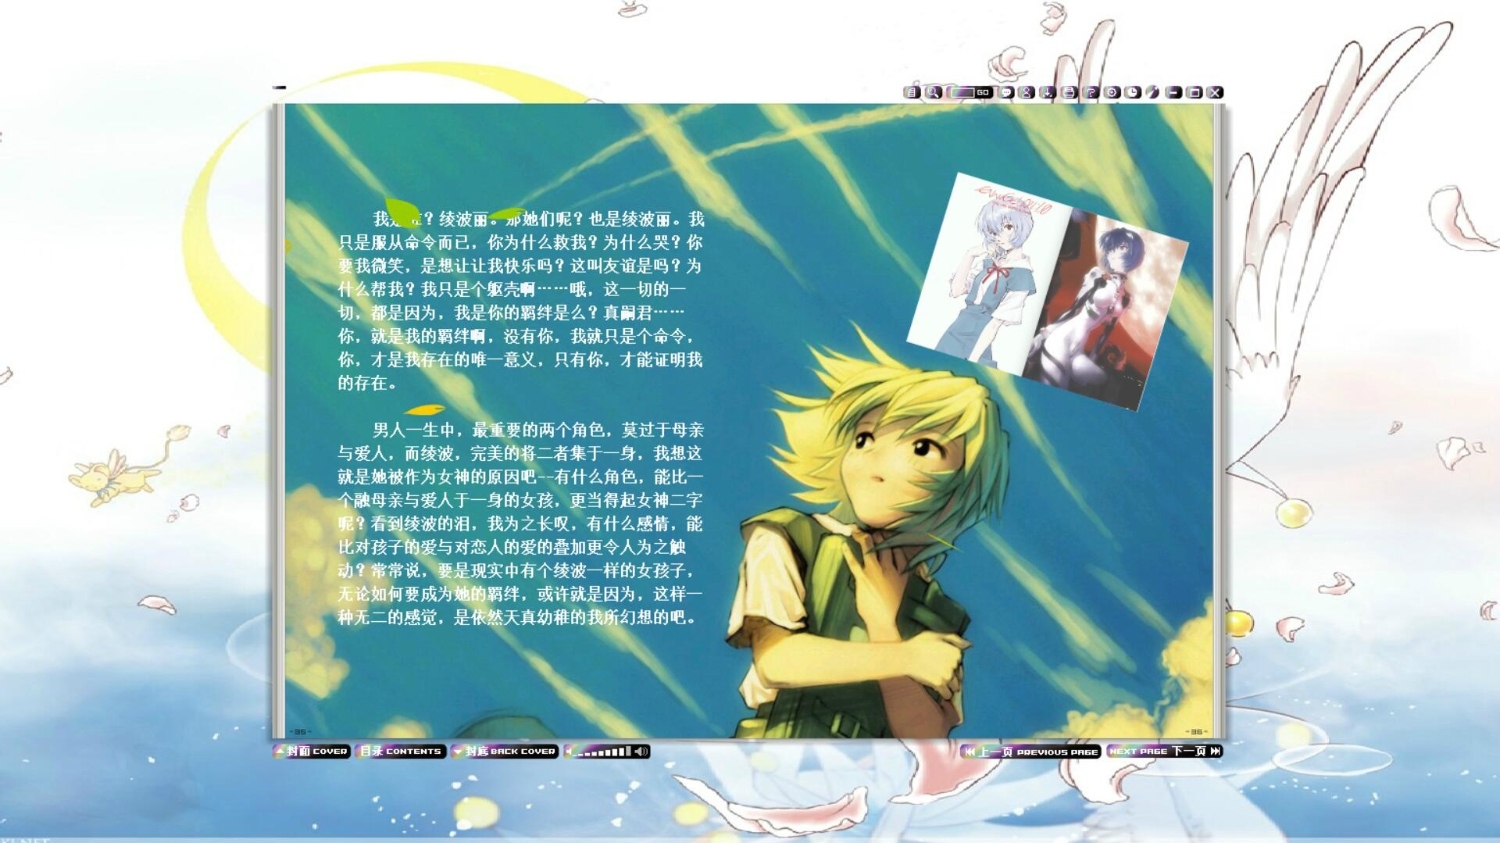 我是谁？绫波丽。那她们呢？也是绫波丽。我
只是服从命令而已，你为什么救我？为什么哭？你
要我微笑，是想让让我快乐吗？这叫友谊是吗？为
什么帮我？我只是个躯壳啊……哦，这一切的一
切，都是因为，我是你的羁绊是么？真嗣君……
你，就是我的羁绊啊，没有你，我就只是个命令，
你，才是我存在的唯一意义，只有你，才能证明我
的存在。
男人一生中，最重要的两个角色，莫过于母亲
与爱人，而绫波，完美的将二者集于一身，我想这
就是她被作为女神的原因吧--有什么角色，能比一
个融母亲与爱人于一身的女孩，更当得起女神二字
呢？看到绫波的泪，我为之长叹，有什么感情，能
比对孩子的爱与对恋人的爱的叠加更令人为之触
动？常常说，要是现实中有个绫波一样的女孩子，
无论如何要成为她的羁绊，或许就是因为，这样一
种无二的感觉，是依然天真幼稚的我所幻想的吧。
GO
-35-
-36-
封面 COVER
目录 CONTENTS
封底 BACK COVER
上一页 PREVIOUS PAGE
NEXT PAGE 下一页